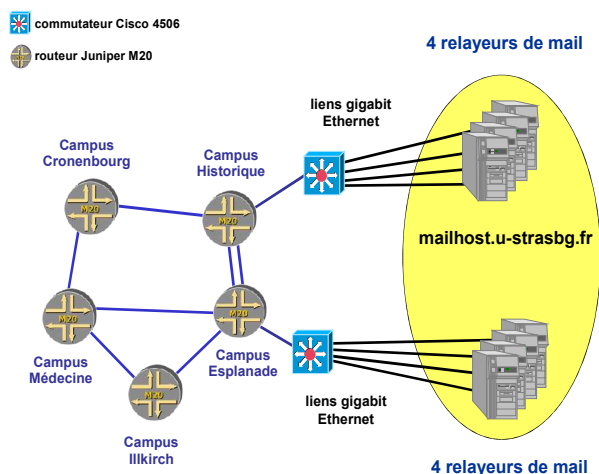 commutateur Cisco 4506
routeur Juniper M20
4 relayeurs de mail
liens gigabit
Ethernet
Campus
Cronenbourg
Campus
Historique
M20
M20
mailhost.u-strasbg.fr
M20
M20
Campus
Médecine
Campus
Esplanade
M20
liens gigabit
Ethernet
Campus
Illkirch
4 relayeurs de mail